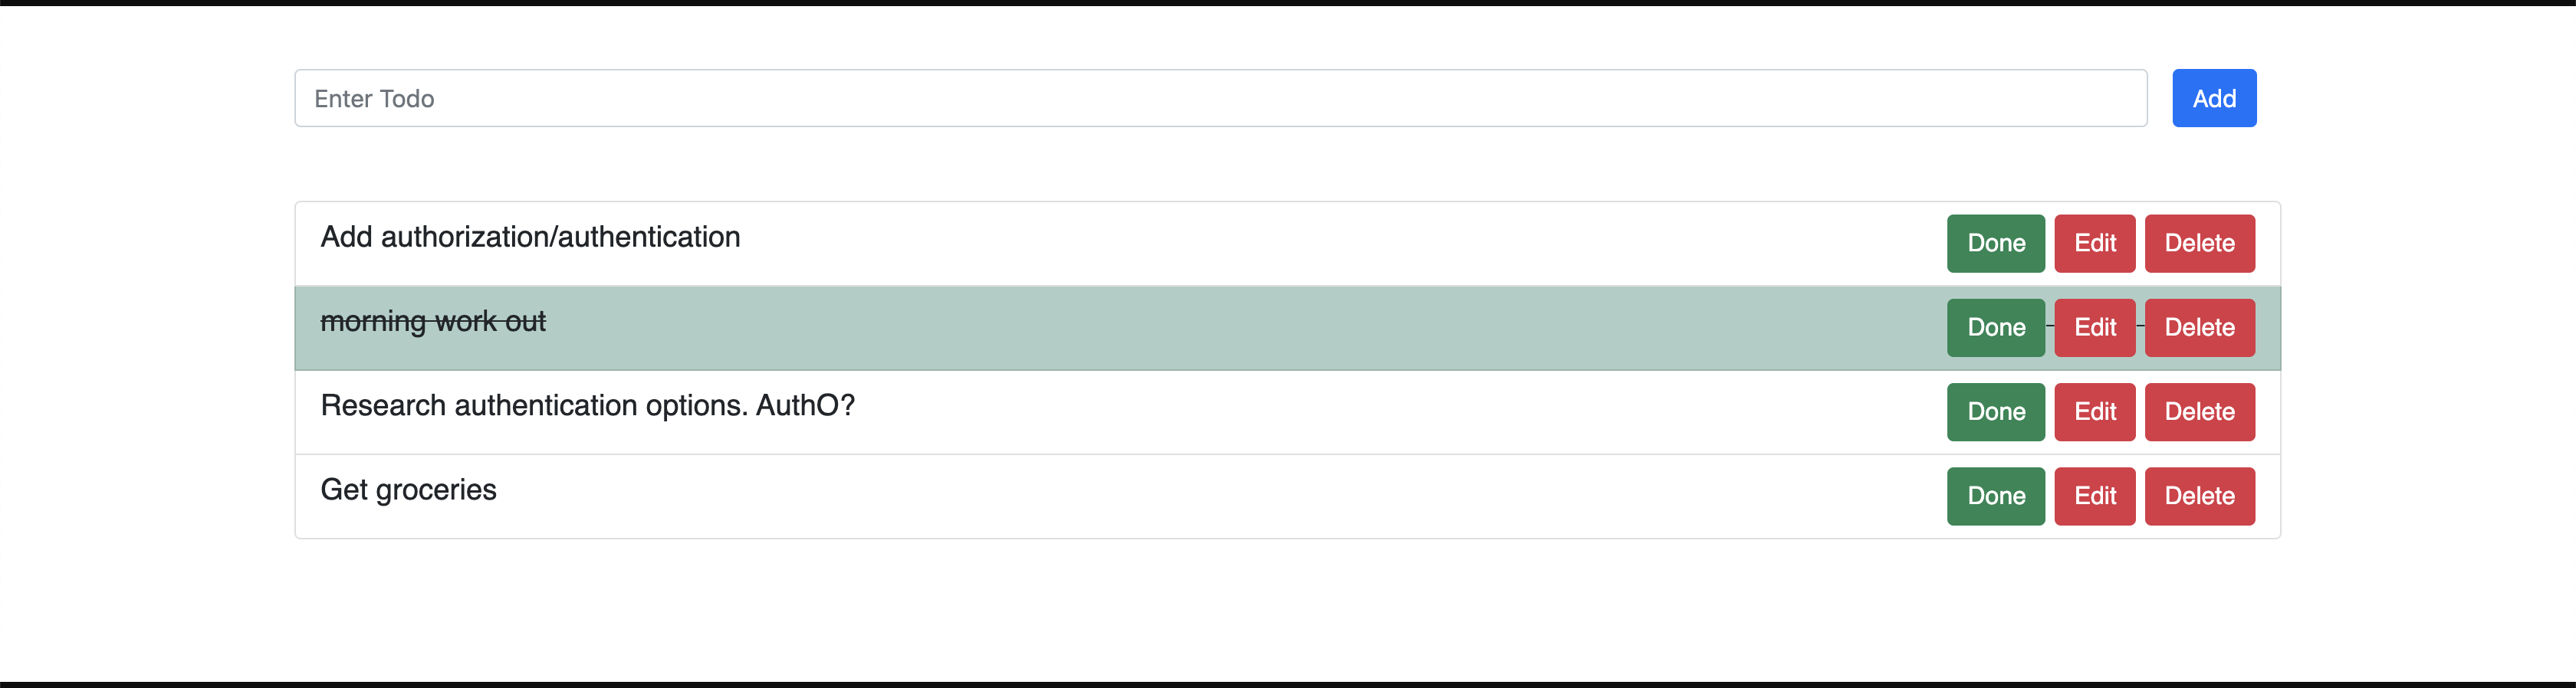 Enter Todo Add
Add authorization/authentication Done Edit Delete
morning work out Done Edit Delete
Research authentication options. AuthO? Done Edit Delete
Get groceries Done Edit Delete